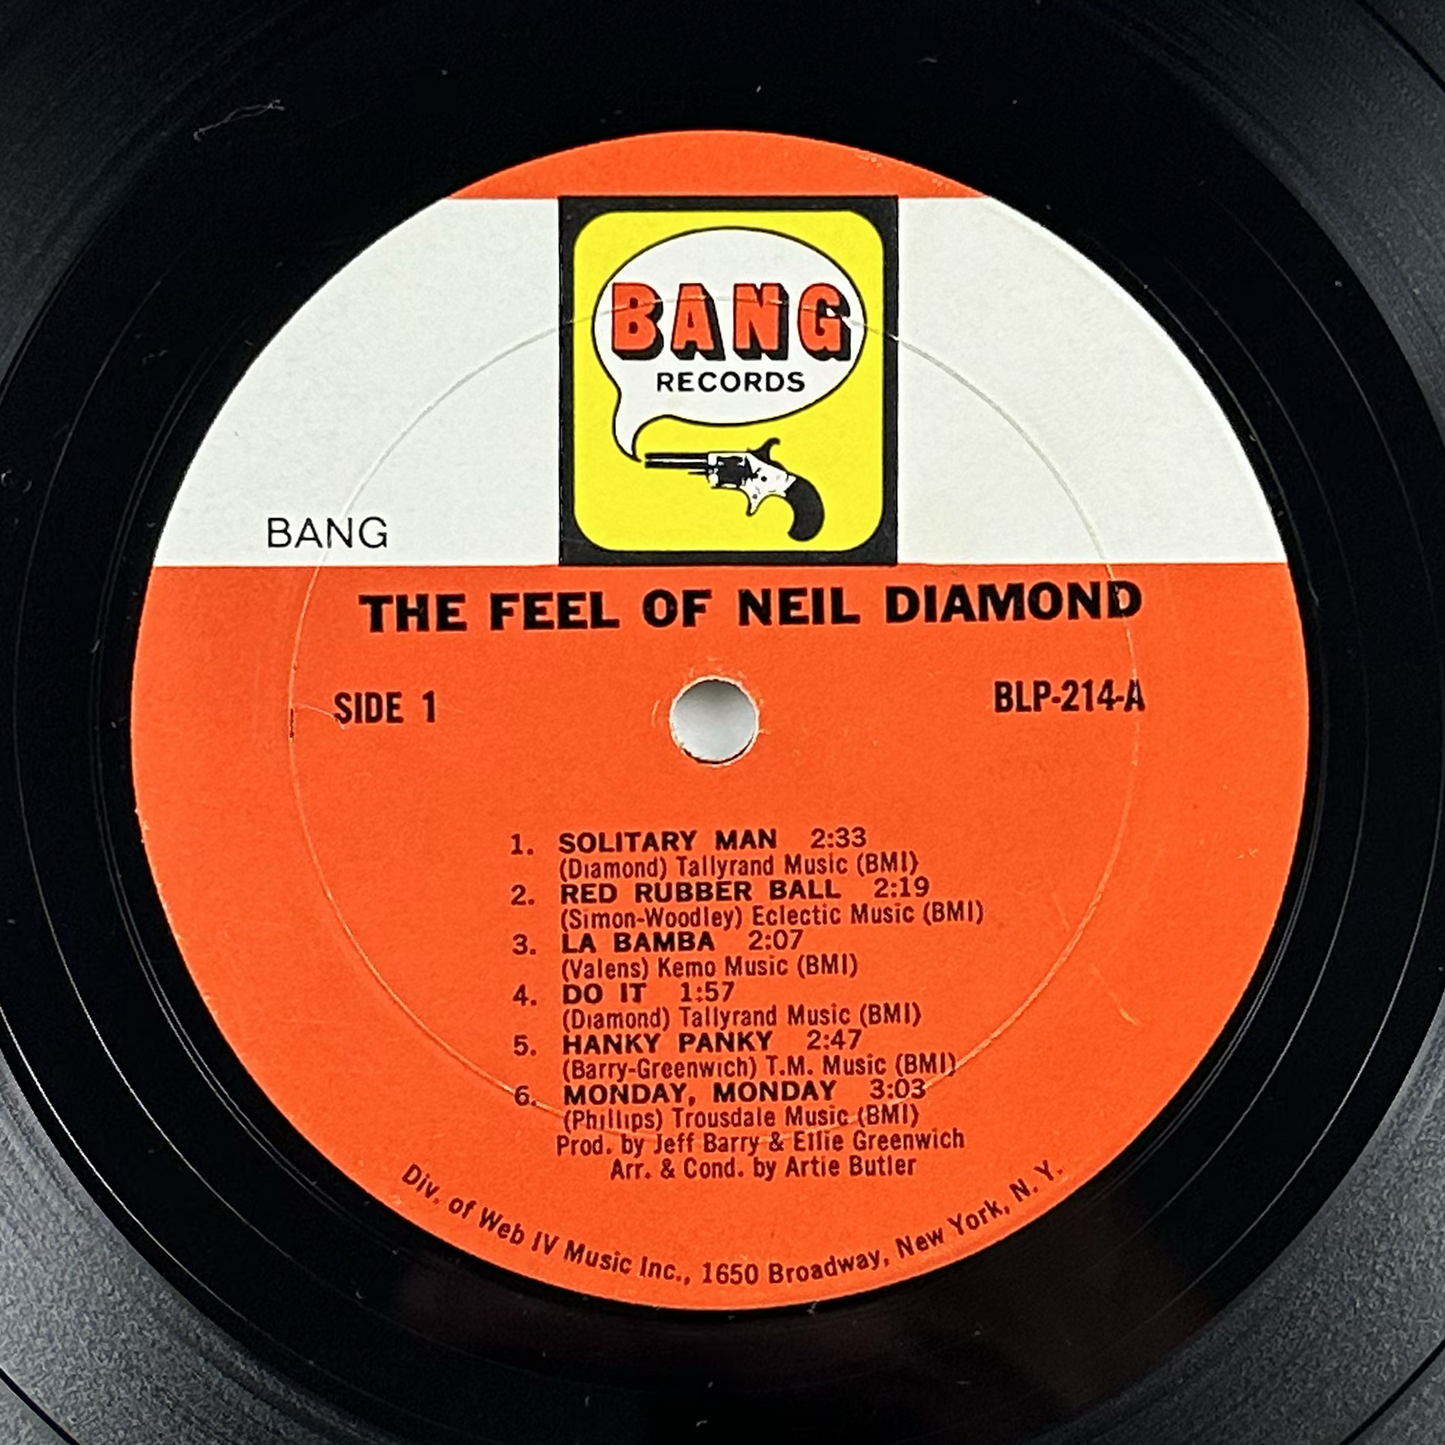 BANG
RECORDS
BANG
THE FEEL OF NEIL DIAMOND
SIDE 1
BLP-214-A
1. SOLITARY MAN 2:33
(Diamond) Tallyrand Music (BMI)
2. RED RUBBER BALL 2:19
(Simon-Woodley) Eclectic Music (BMI)
3. LA BAMBA 2:07
(Valens) Kemo Music (BMI)
4. DO IT 1:57
(Diamond) Tallyrand Music (BMI)
5. HANKY PANKY 2:47
(Barry-Greenwich) T.M. Music (BMI)
6. MONDAY, MONDAY 3:03
(Phillips) Trousdale Music (BMI)
Prod. by Jeff Barry & Ellie Greenwich
Arr. & Cond. by Artie Butler
Div. of Web IV Music Inc., 1650 Broadway, New York, N. Y.